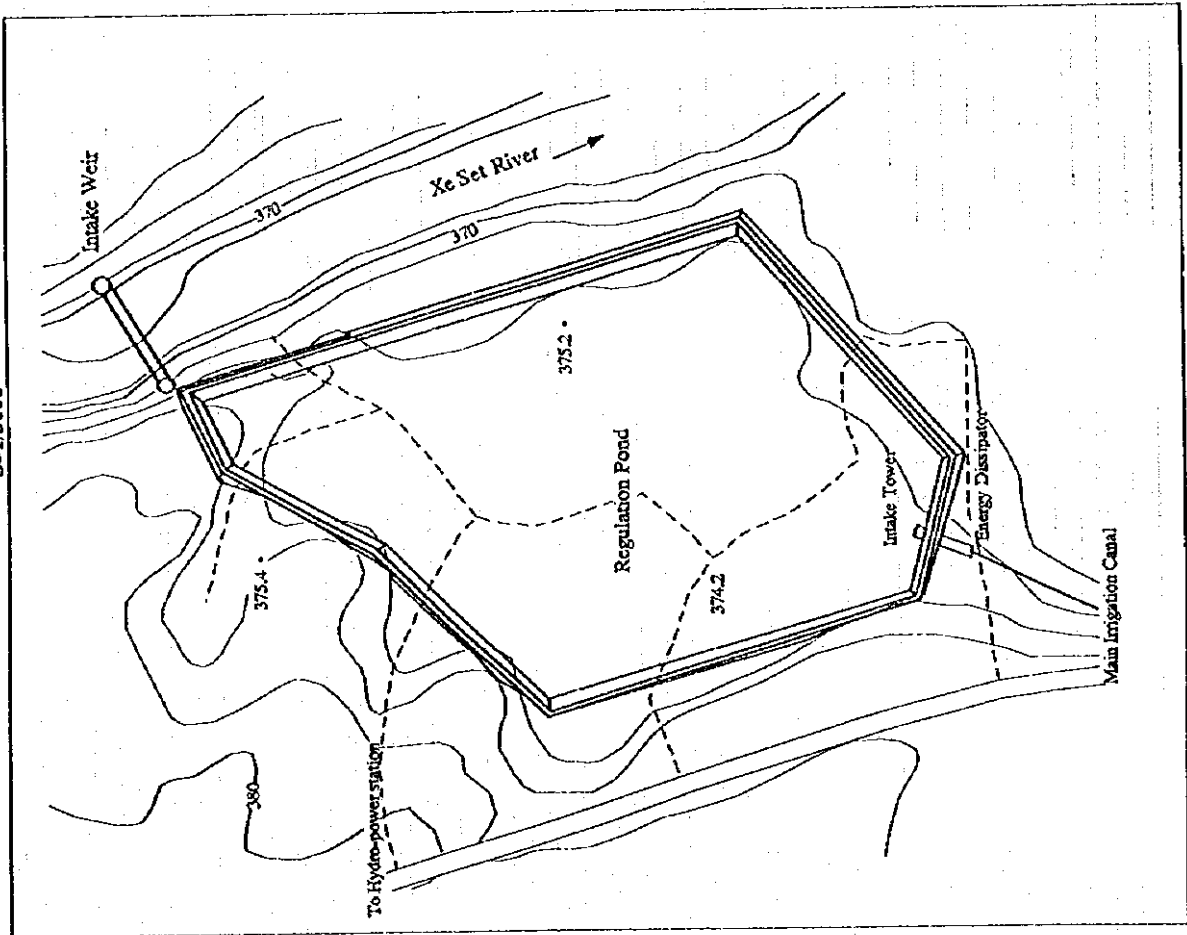 Intake Weir
Xe Set River
370
370
375.2
375.4
Regulation Pond
374.2
Intake Tower
Energy Dissipator
380
To Hydro-power station
Main Irrigation Canal